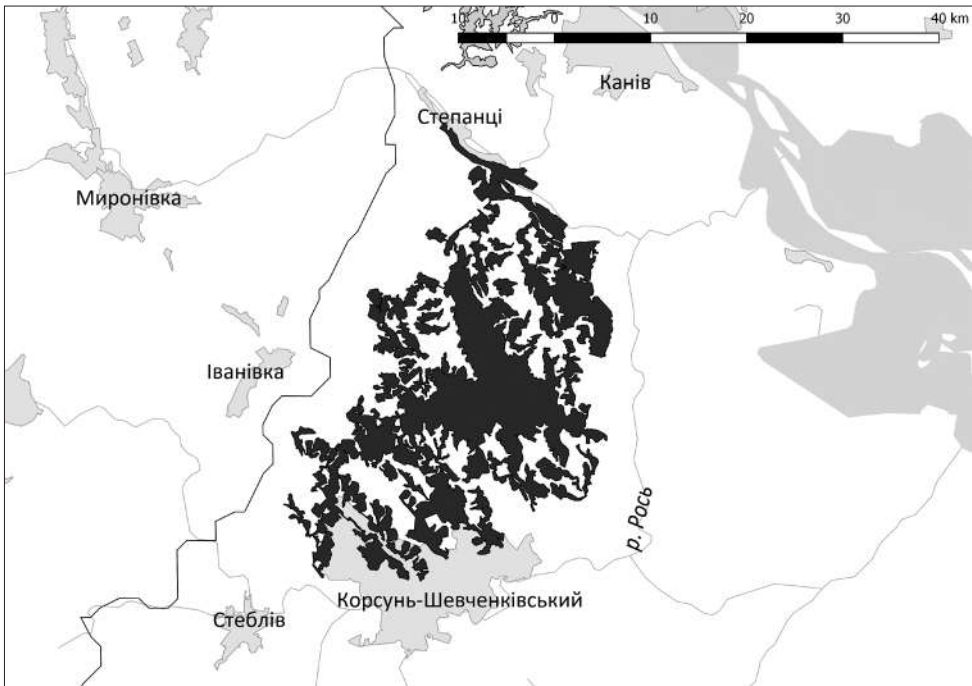 10 0 10 20 30 40 km
Канів
Степанці
Миронівка
Іванівка
р. Рось
Корсунь-Шевченківський
Стеблів